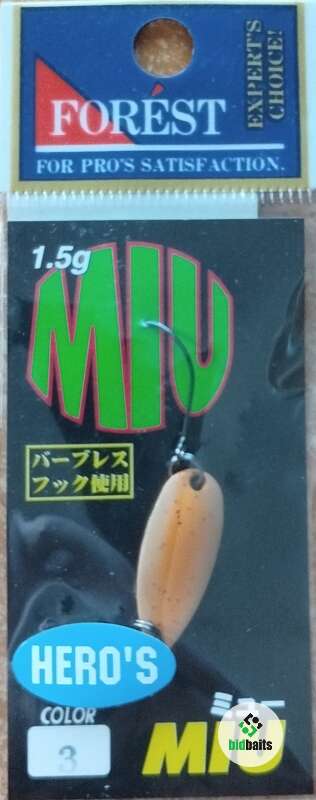 EXPERT'S
CHOICE!
FORÉST
FOR PRO'S SATISFACTION.
1.5g
MIU
バーブレス
フック使用
HERO'S
COLOR
3
ミュー
MIU
bidbaits